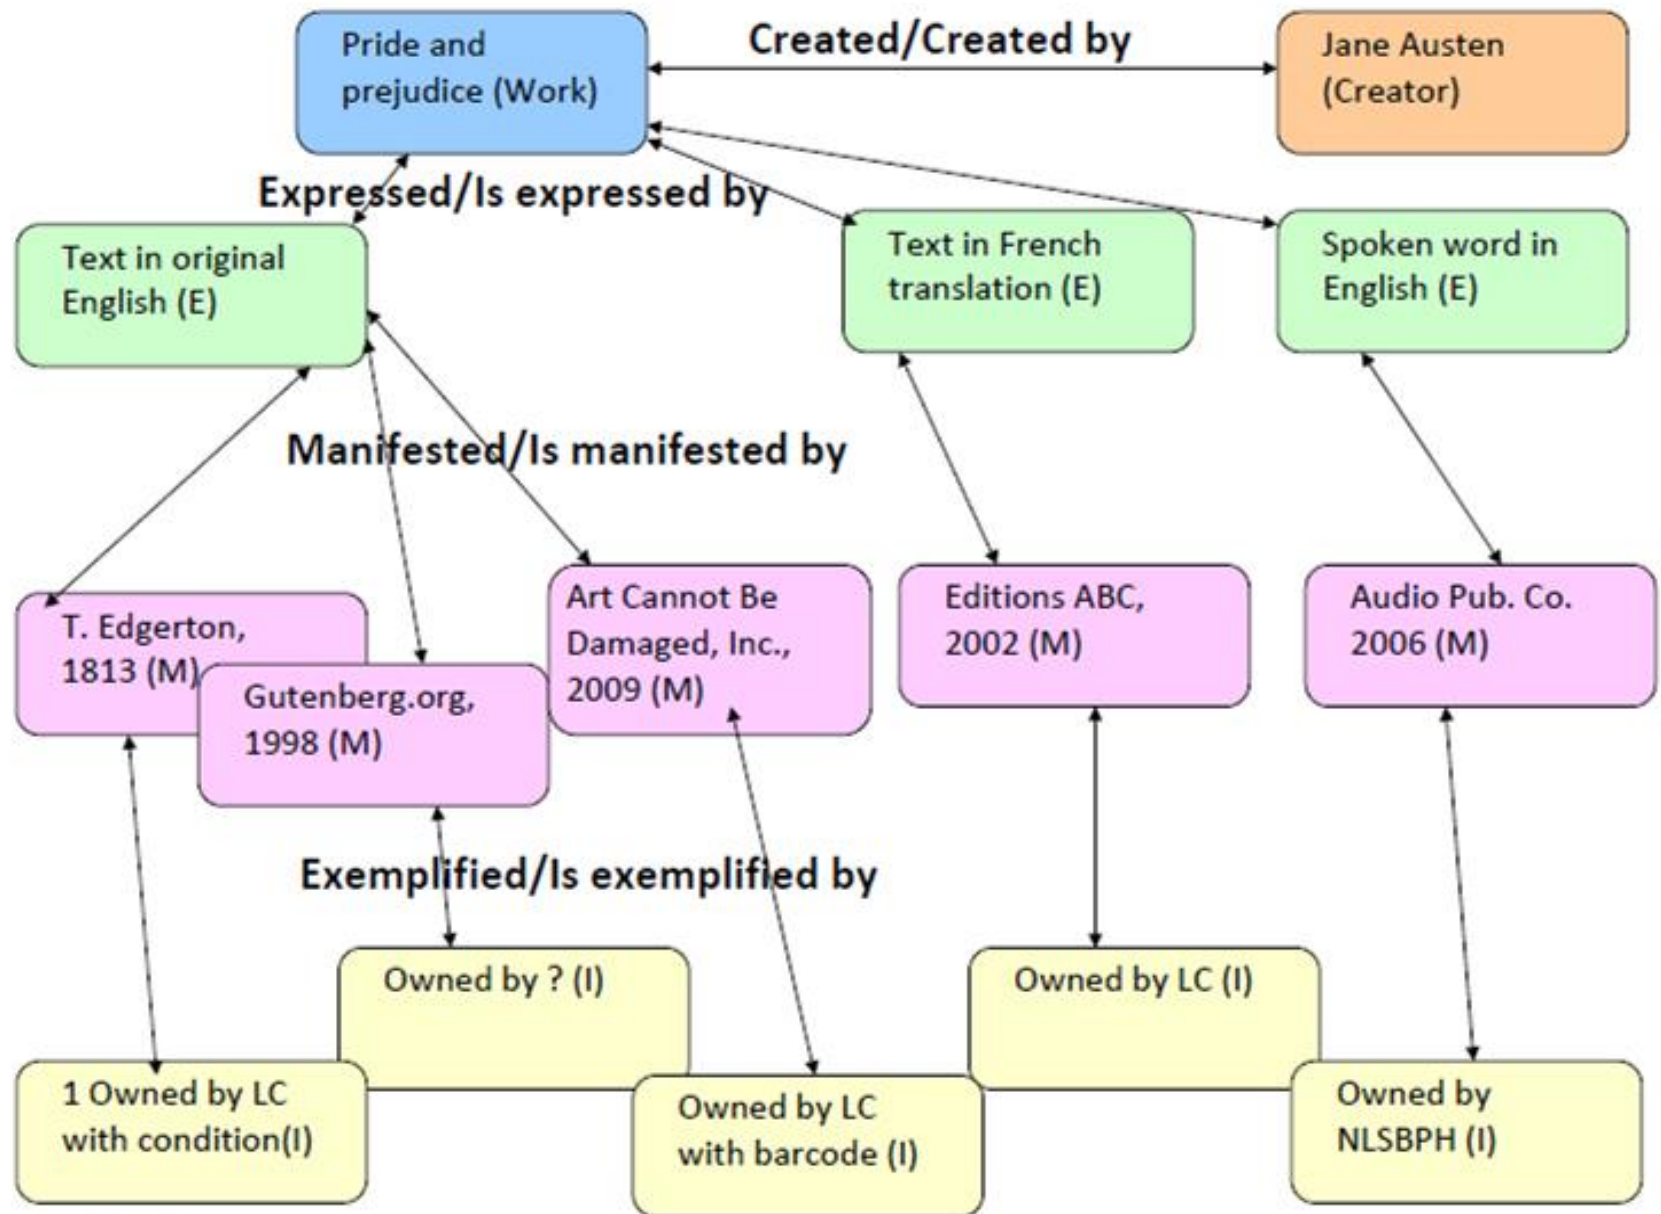 Pride and
prejudice (Work)
Created/Created by
Jane Austen
(Creator)
Expressed/Is expressed by
Text in original
English (E)
Text in French
translation (E)
Spoken word in
English (E)
Manifested/Is manifested by
T. Edgerton,
1813 (M)
Gutenberg.org,
1998 (M)
Art Cannot Be
Damaged, Inc.,
2009 (M)
Editions ABC,
2002 (M)
Audio Pub. Co.
2006 (M)
Exemplified/Is exemplified by
1 Owned by LC
with condition(I)
Owned by ? (I)
Owned by LC
with barcode (I)
Owned by LC (I)
Owned by
NLSBPH (I)